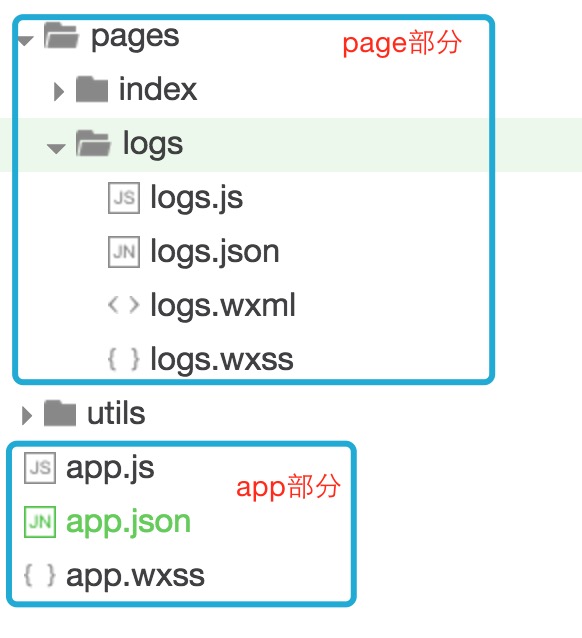 pages
page部分
index
logs
JS logs.js
JN logs.json
< > logs.wxml
{ } logs.wxss
utils
JS app.js
app部分
JN app.json
{ } app.wxss